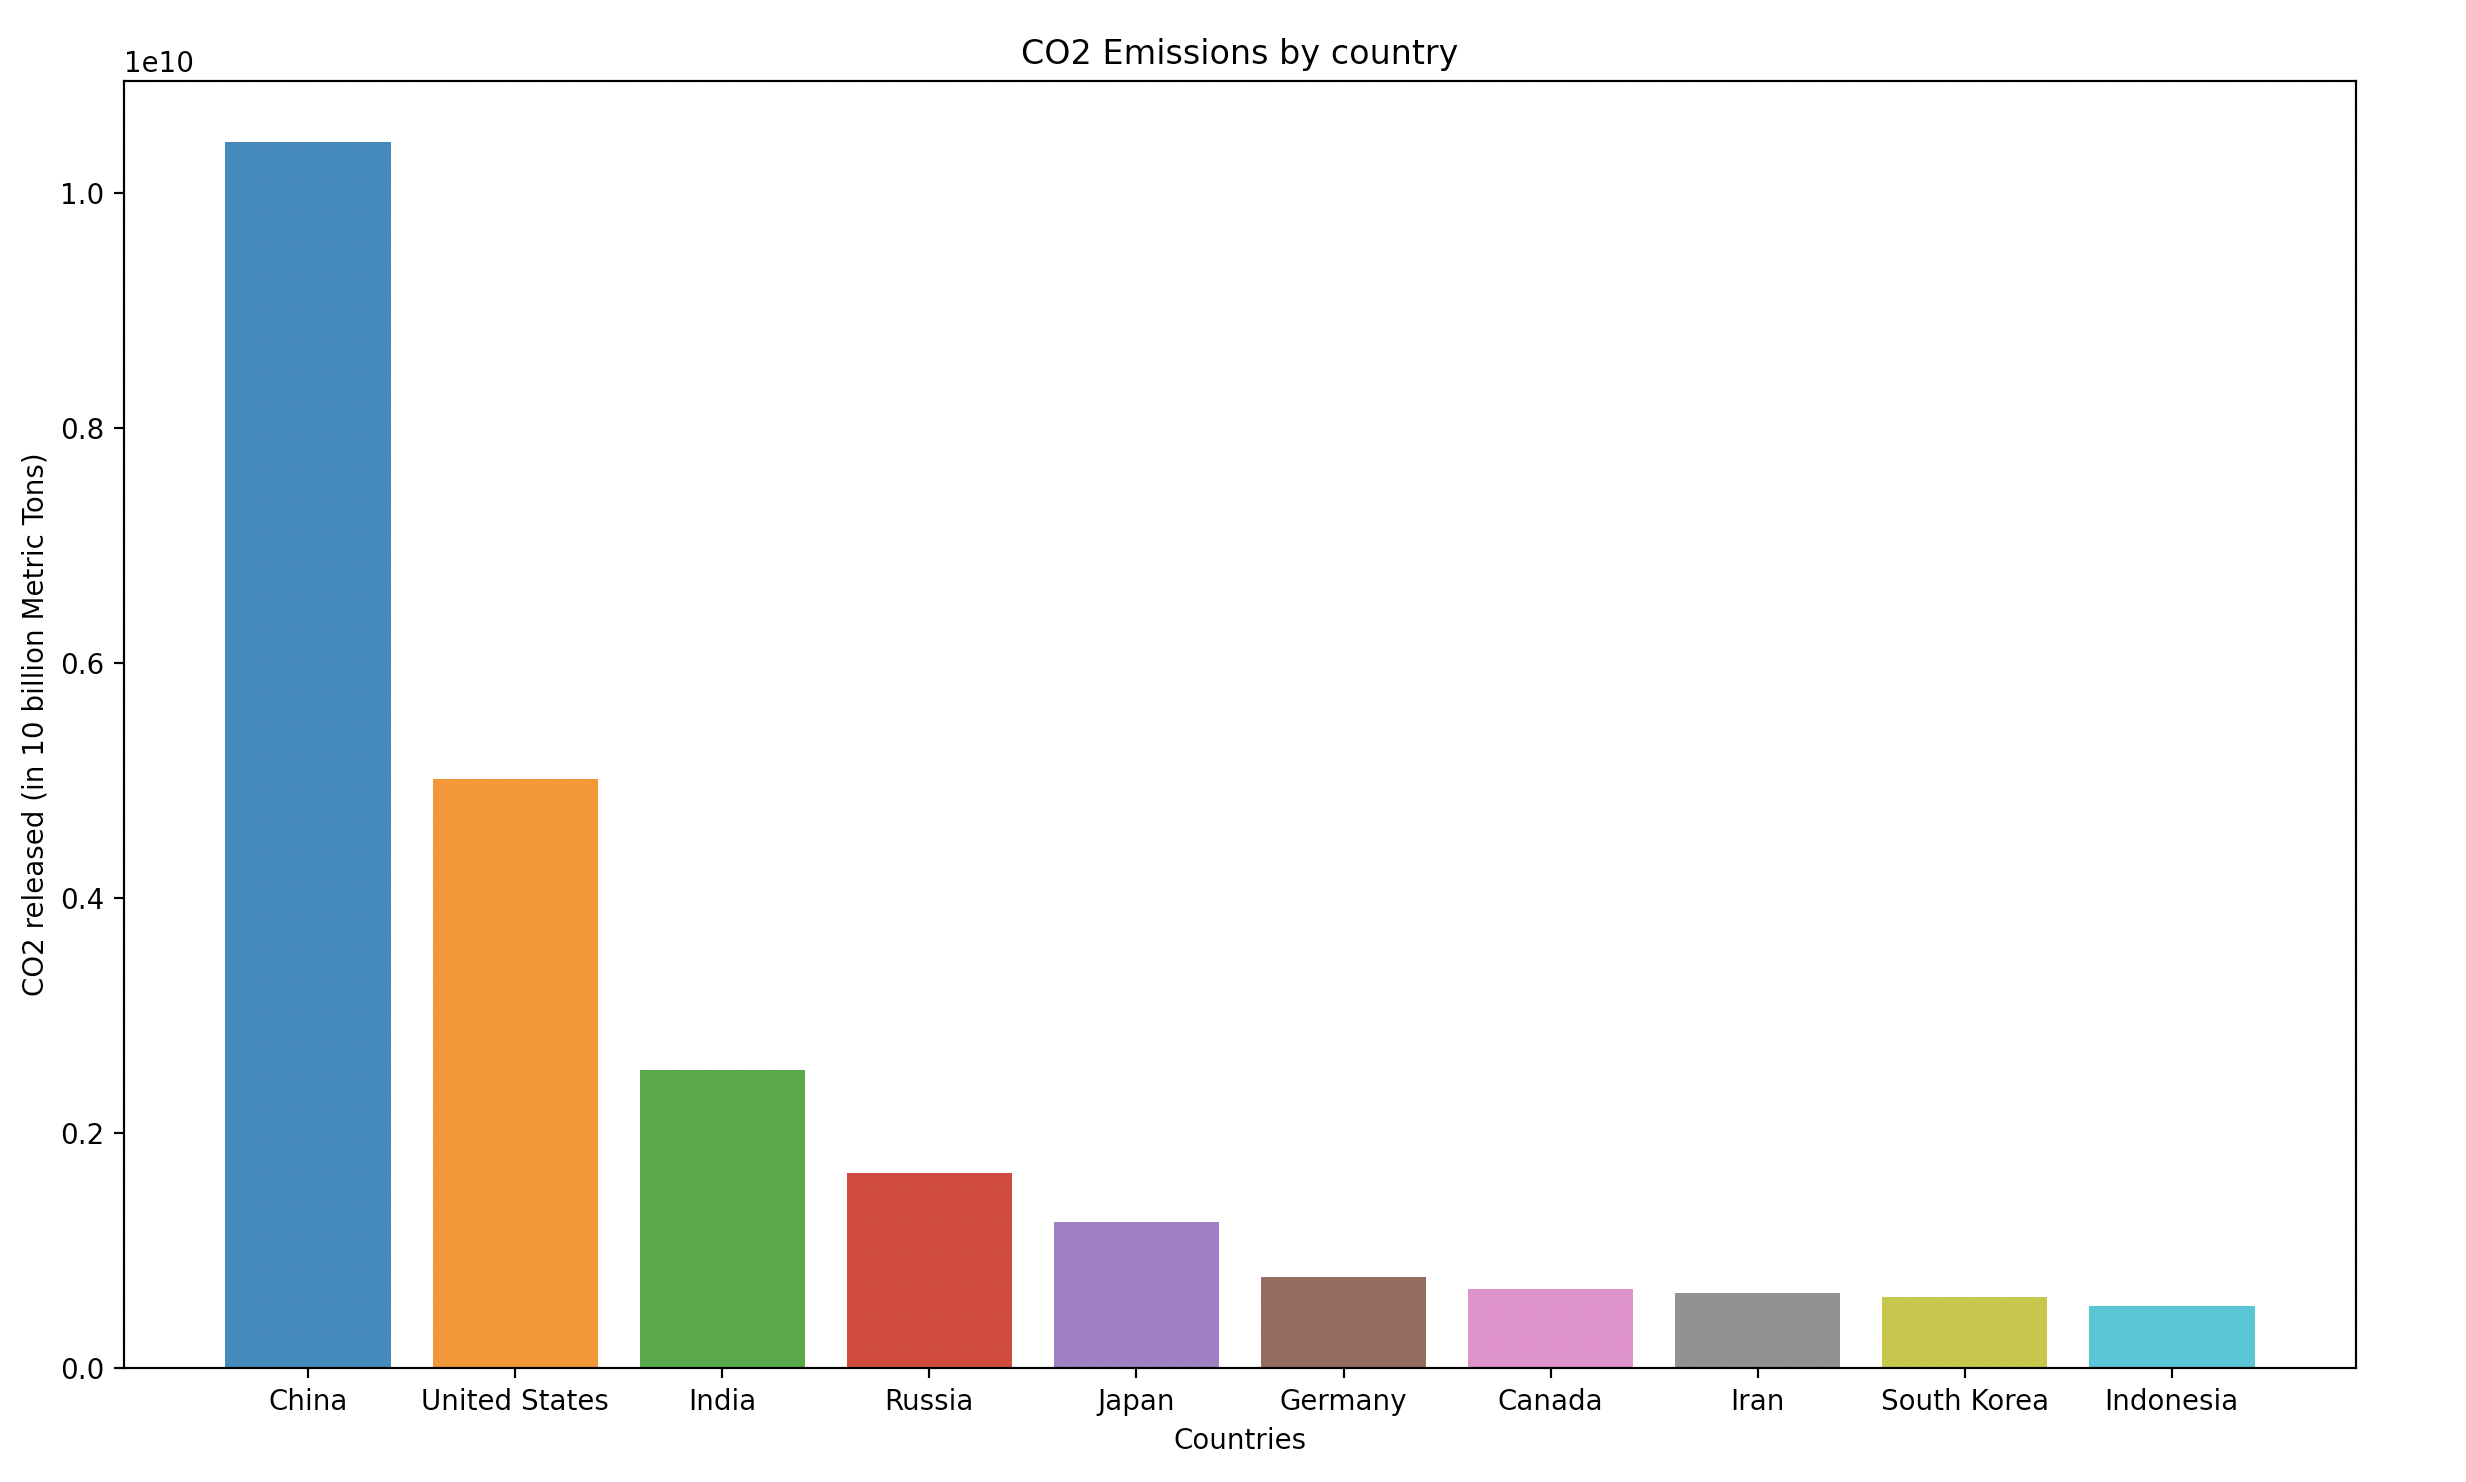 CO2 Emissions by country
1e10
1.0
0.8
0.6
0.4
0.2
0.0
CO2 released (in 10 billion Metric Tons)
China United States India Russia Japan Germany Canada Iran South Korea Indonesia
Countries